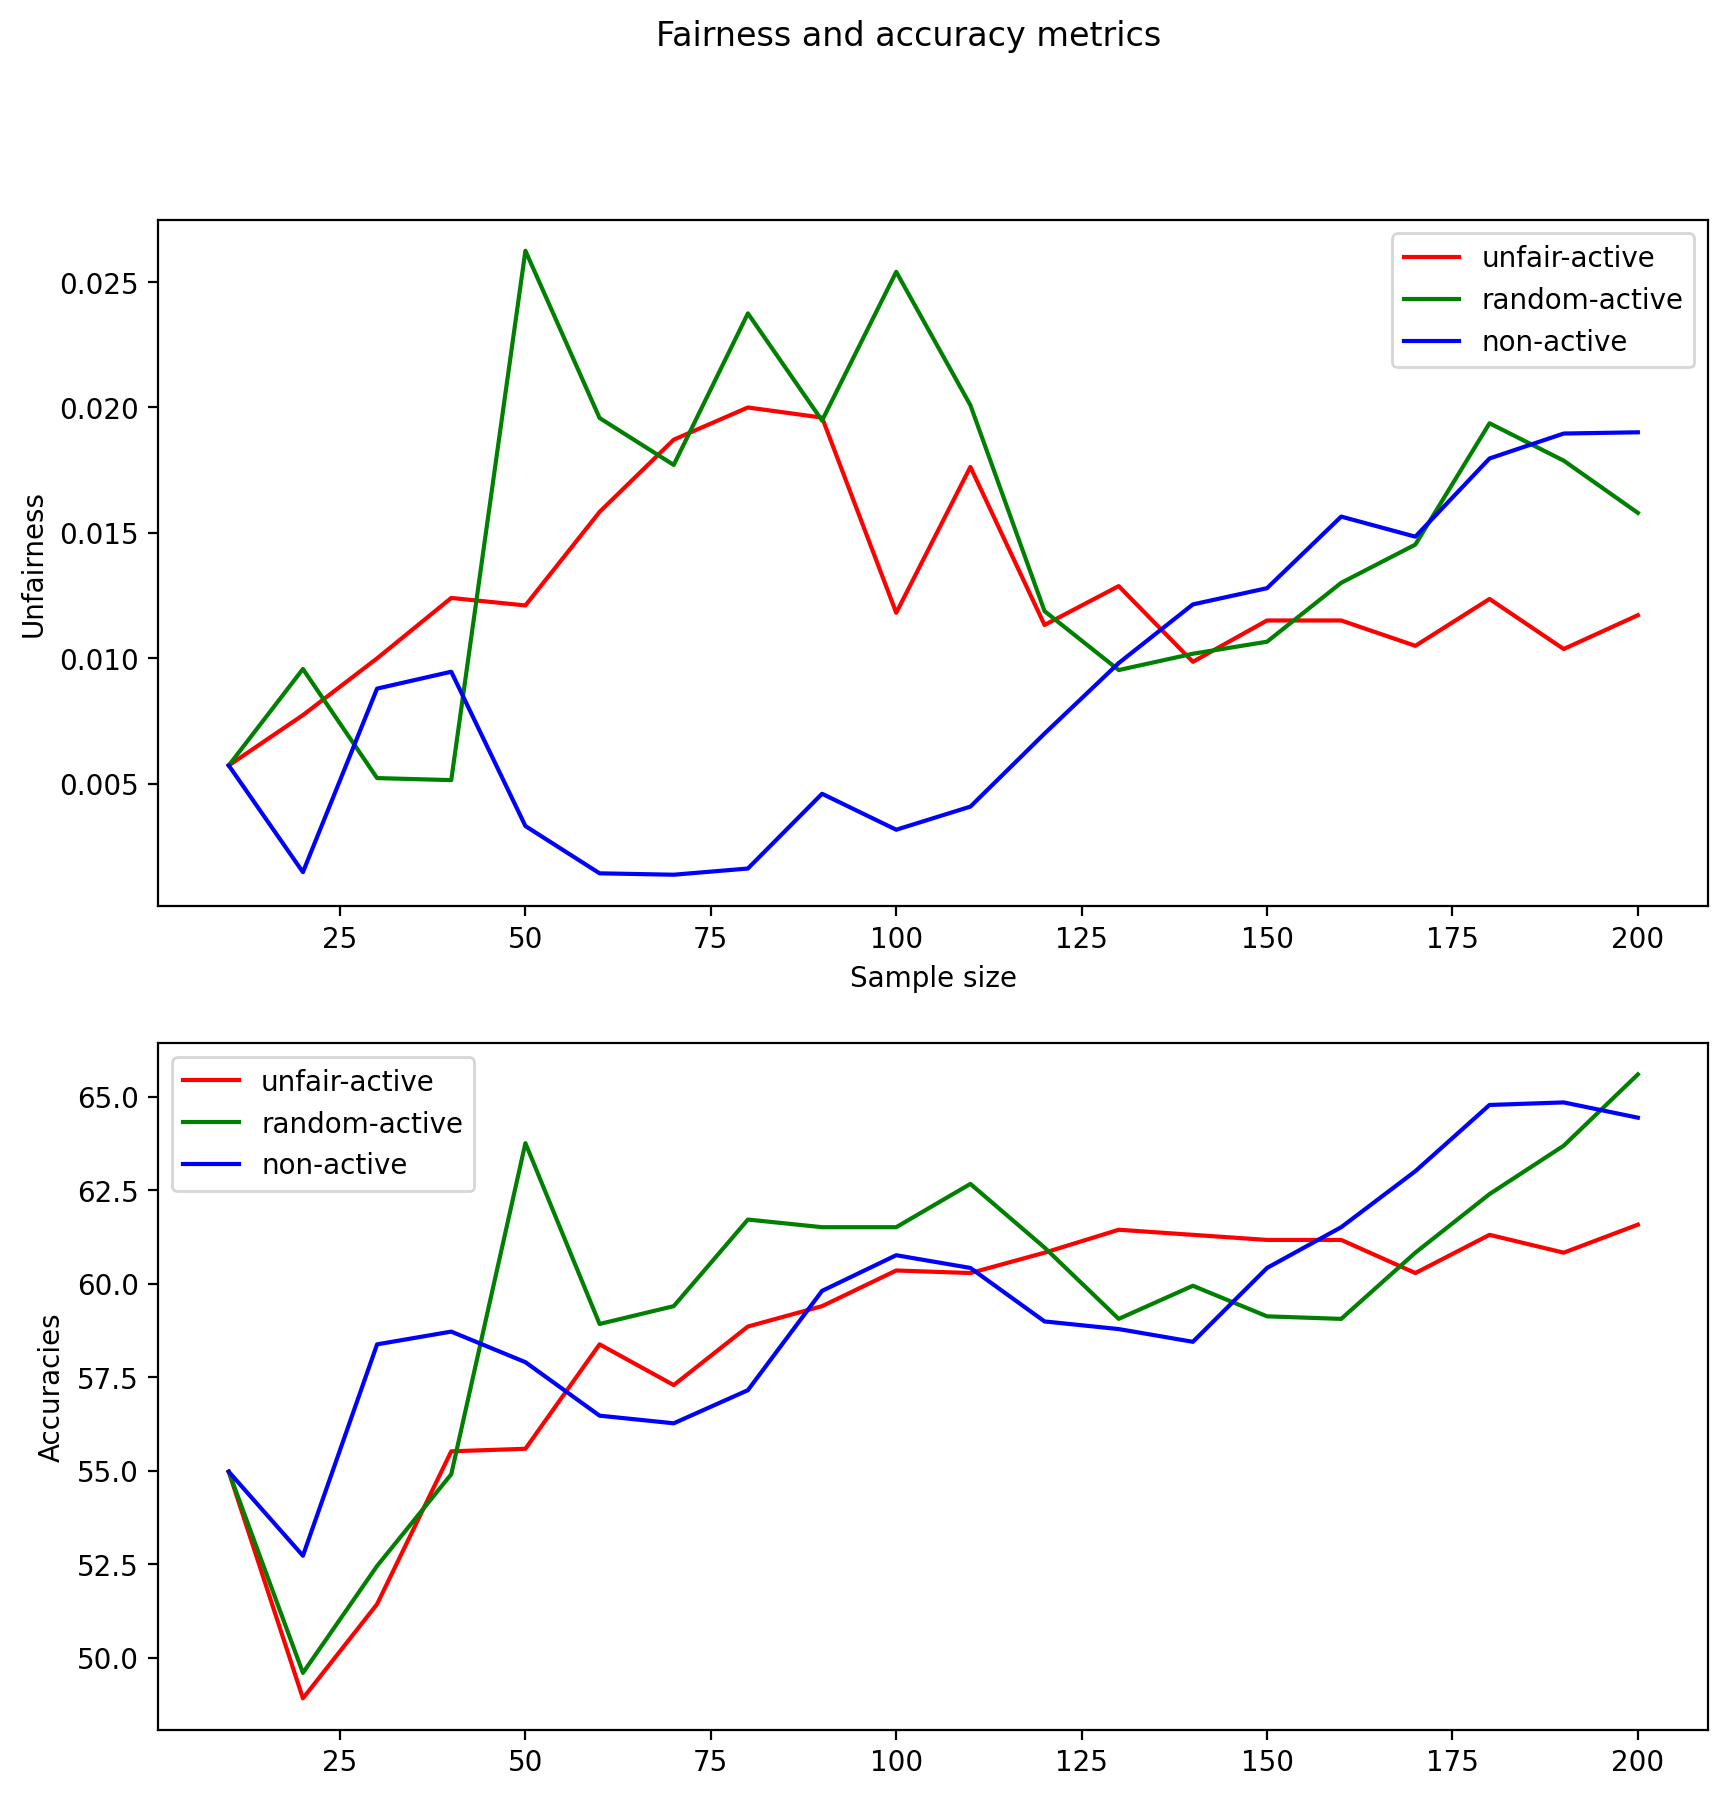 Fairness and accuracy metrics
unfair-active
random-active
non-active
0.025
0.020
0.015
0.010
0.005
Unfairness
25 50 75 100 125 150 175 200
Sample size
unfair-active
random-active
non-active
65.0
62.5
60.0
57.5
55.0
52.5
50.0
Accuracies
25 50 75 100 125 150 175 200